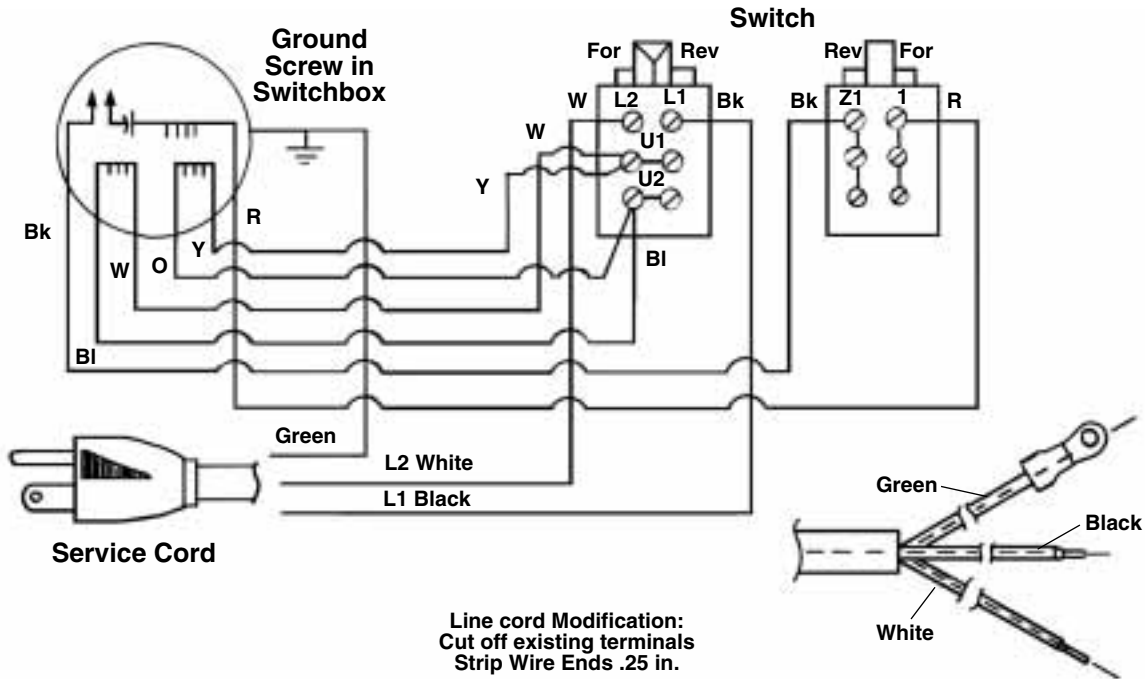 Switch
Ground
Screw in
Switchbox
For Rev
Rev For
W L2 L1 Bk
Bk Z1 1 R
W
U1
Y
U2
Bk
R
Y
W O
Bl
Bl
Green
L2 White
L1 Black
Service Cord
Green
Black
White
Line cord Modification:
Cut off existing terminals
Strip Wire Ends .25 in.